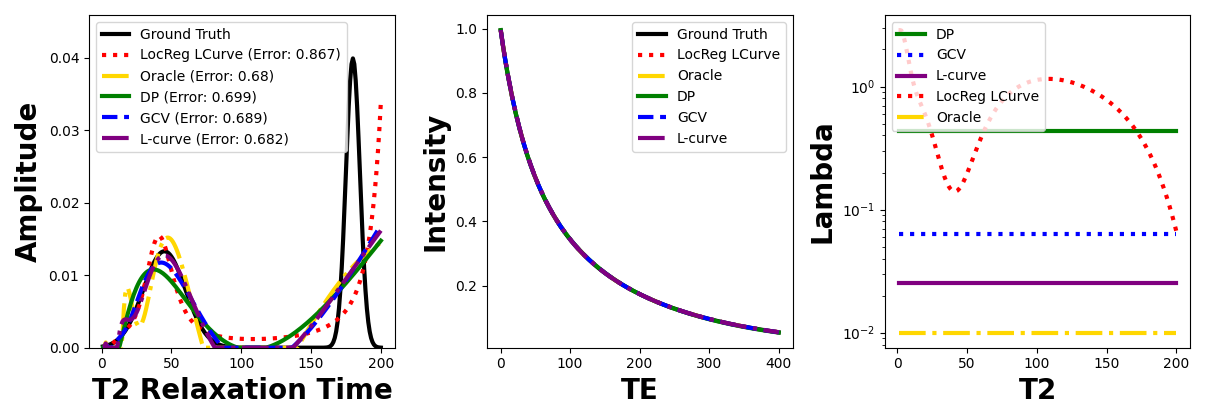 Amplitude
0.04
0.03
0.02
0.01
0.00
0
50
100
150
200
T2 Relaxation Time
Ground Truth
LocReg LCurve (Error: 0.867)
Oracle (Error: 0.68)
DP (Error: 0.699)
GCV (Error: 0.689)
L-curve (Error: 0.682)
Intensity
1.0
0.8
0.6
0.4
0.2
0
100
200
300
400
TE
Ground Truth
LocReg LCurve
Oracle
DP
GCV
L-curve
Lambda
10⁰
10⁻¹
10⁻²
0
50
100
150
200
T2
DP
GCV
L-curve
LocReg LCurve
Oracle